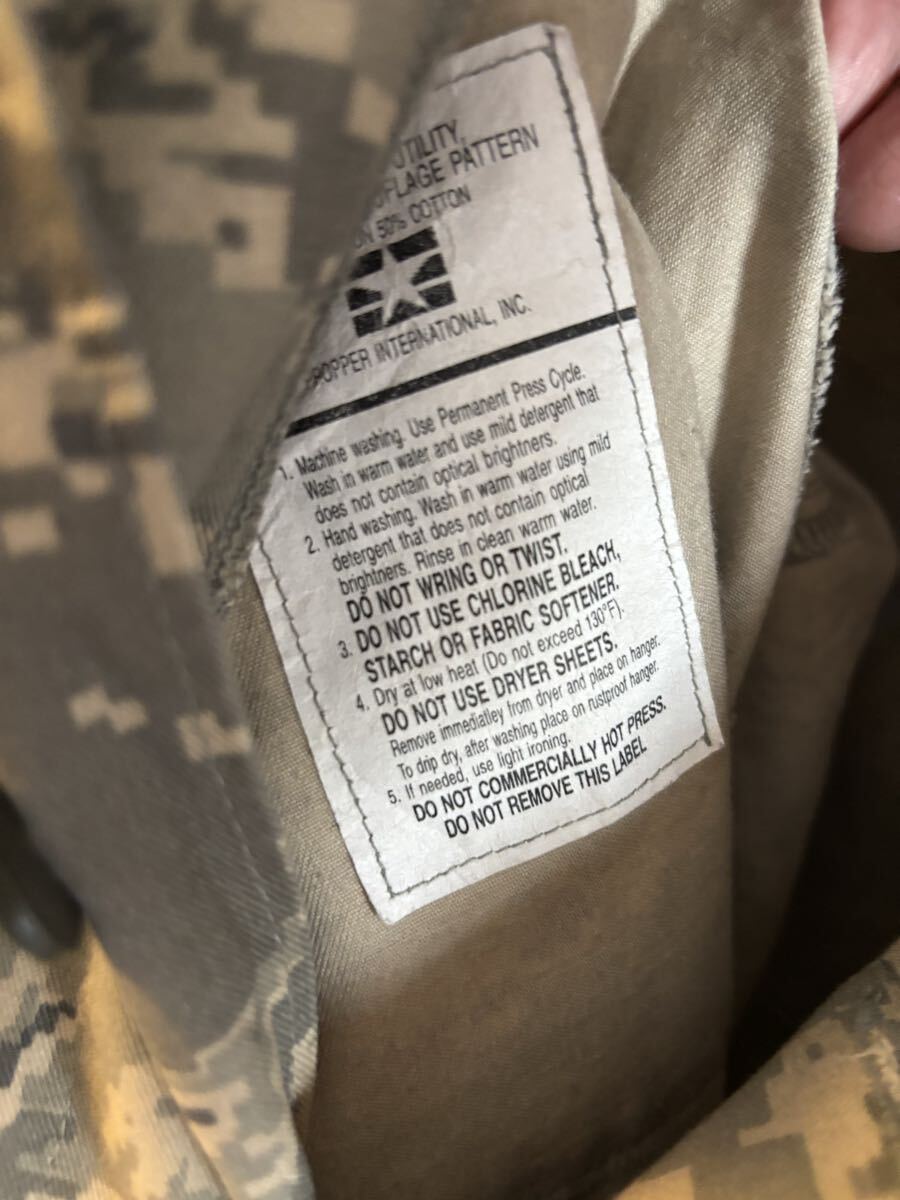 UTILITY,
PATTERN
50% COTTON
INTERNATIONAL, INC.
1. Machine washing. Use Permanent Press Cycle.
Wash in warm water and use mild detergent that
does not contain optical brightners.
2. Hand washing. Wash in warm water using mild
detergent that does not contain optical
brightners. Rinse in clean warm water.
DO NOT WRING OR TWIST.
3. DO NOT USE CHLORINE BLEACH,
STARCH OR FABRIC SOFTENER.
4. Dry at low heat (Do not exceed 130°F).
DO NOT USE DRYER SHEETS.
Remove immediatley from dryer and place on hanger.
To drip dry, after washing place on rustproof hanger.
5. If needed, use light ironing.
DO NOT COMMERCIALLY HOT PRESS.
DO NOT REMOVE THIS LABEL